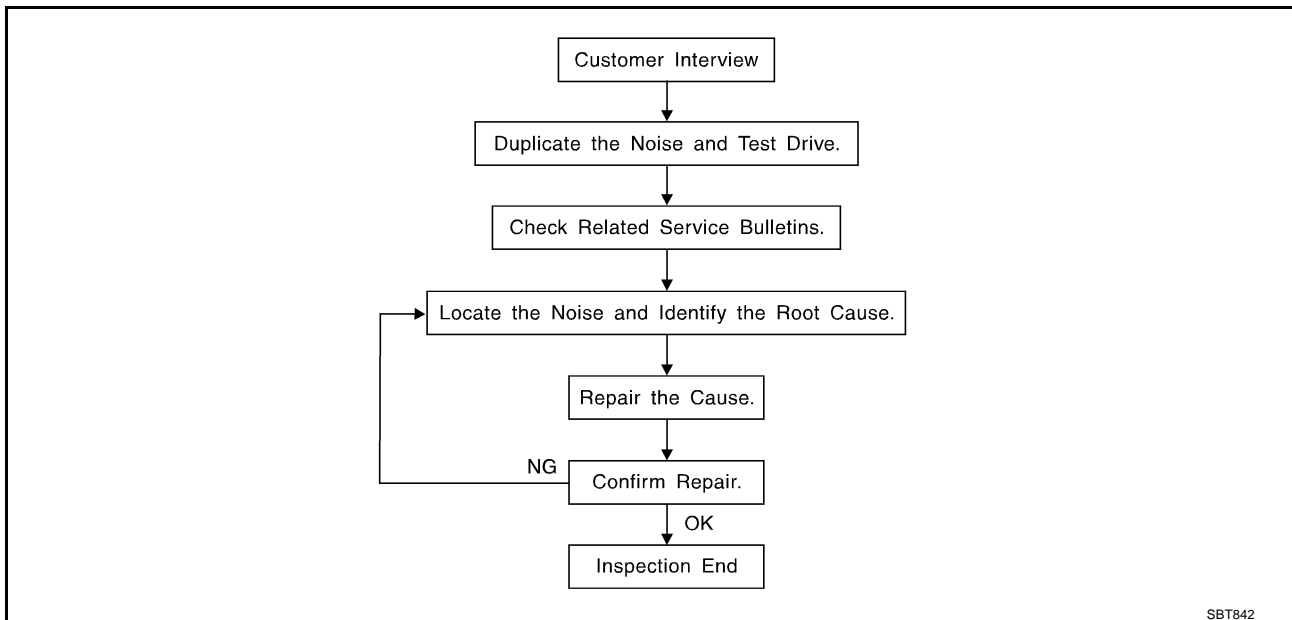 Customer Interview
Duplicate the Noise and Test Drive.
Check Related Service Bulletins.
Locate the Noise and Identify the Root Cause.
Repair the Cause.
NG
Confirm Repair.
OK
Inspection End
SBT842